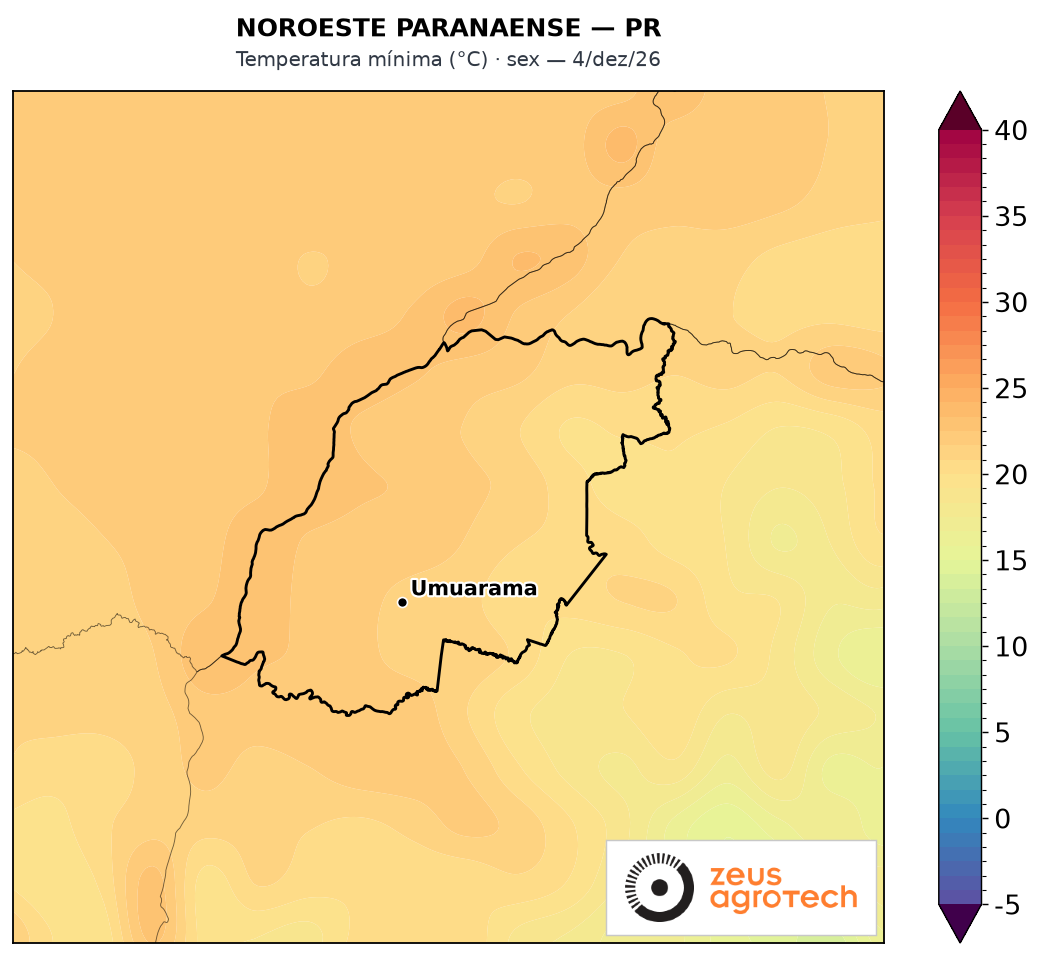 NOROESTE PARANAENSE — PR
Temperatura mínima (°C) · sex — 4/dez/26
40
35
30
25
20
15
10
5
0
-5
Umuarama
zeus
agroтech